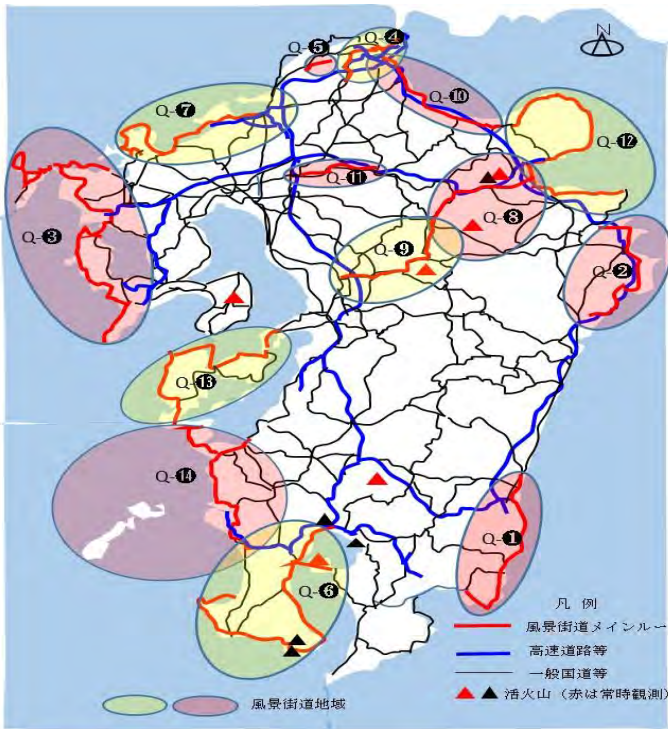 N
Q-❹
Q-❺
Q-❼
Q-❿
Q-⓬
Q-⓫
Q-❽
Q-❸
Q-❾
Q-❷
Q-⓭
Q-⓮
Q-❶
Q-❻
凡 例
風景街道メインルー
高速道路等
一般国道等
活火山（赤は常時観測）
風景街道地域